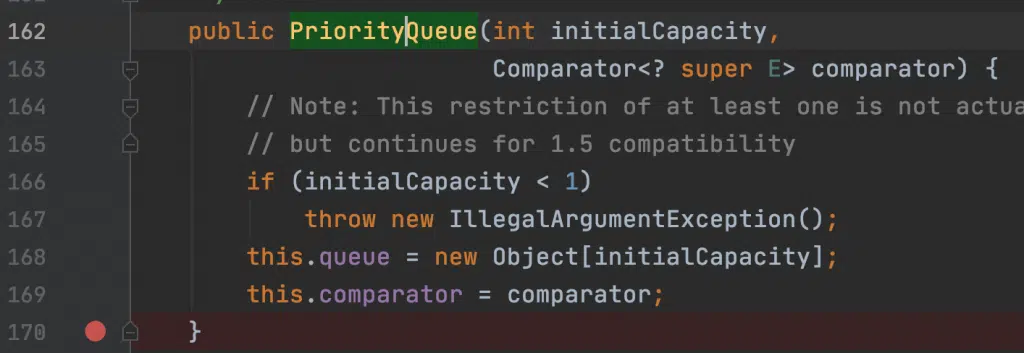 162 public PriorityQueue(int initialCapacity,
163 Comparator<? super E> comparator) {
164 // Note: This restriction of at least one is not
165 // but continues for 1.5 compatibility
166 if (initialCapacity < 1)
167 throw new IllegalArgumentException();
168 this.queue = new Object[initialCapacity];
169 this.comparator = comparator;
170 }